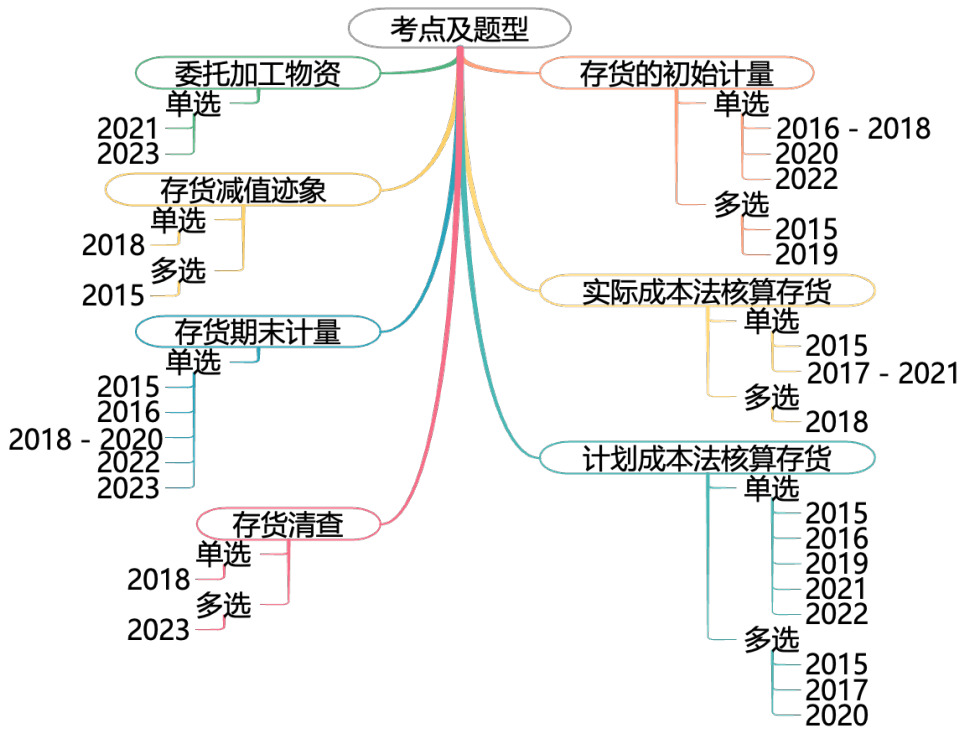 考点及题型
委托加工物资
单选
2021
2023
存货减值迹象
单选
2018
多选
2015
存货期末计量
单选
2015
2016
2018 - 2020
2022
2023
存货清查
单选
2018
多选
2023
存货的初始计量
单选
2016 - 2018
2020
2022
多选
2015
2019
实际成本法核算存货
单选
2015
2017 - 2021
多选
2018
计划成本法核算存货
单选
2015
2016
2019
2021
2022
多选
2015
2017
2020